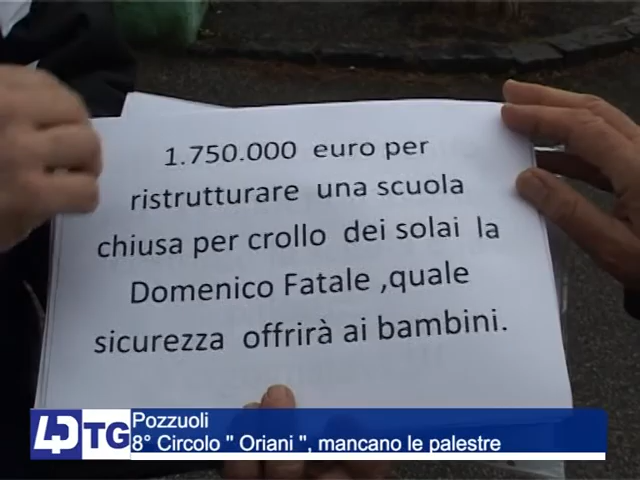 1.750.000 euro per
ristrutturare una scuola
chiusa per crollo dei solai la
Domenico Fatale ,quale
sicurezza offrirà ai bambini.
TG
Pozzuoli
8° Circolo " Oriani ", mancano le palestre